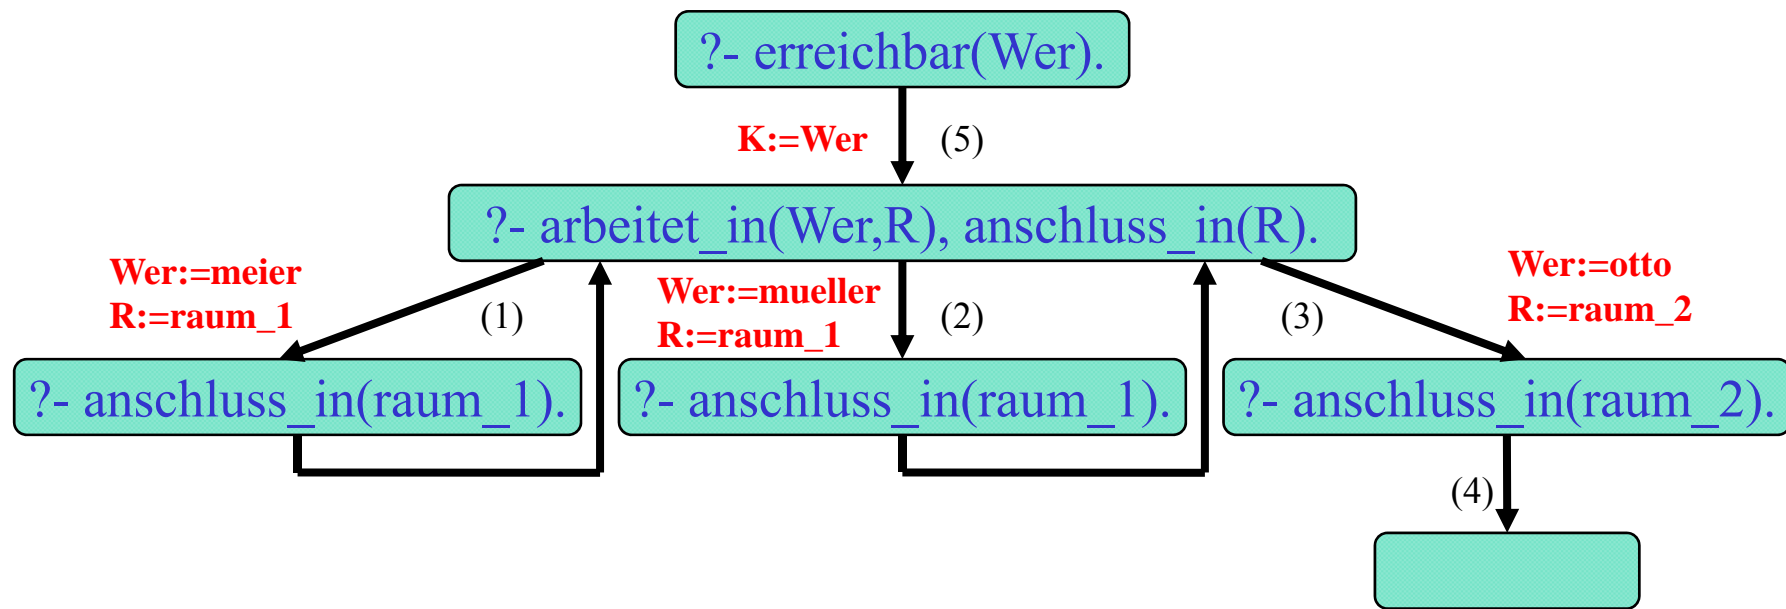 ?- erreichbar(Wer).
K:=Wer
(5)
?- arbeitet_in(Wer,R), anschluss_in(R).
Wer:=meier
R:=raum_1
(1)
Wer:=mueller
R:=raum_1
(2)
(3)
Wer:=otto
R:=raum_2
?- anschluss_in(raum_1).
?- anschluss_in(raum_1).
?- anschluss_in(raum_2).
(4)